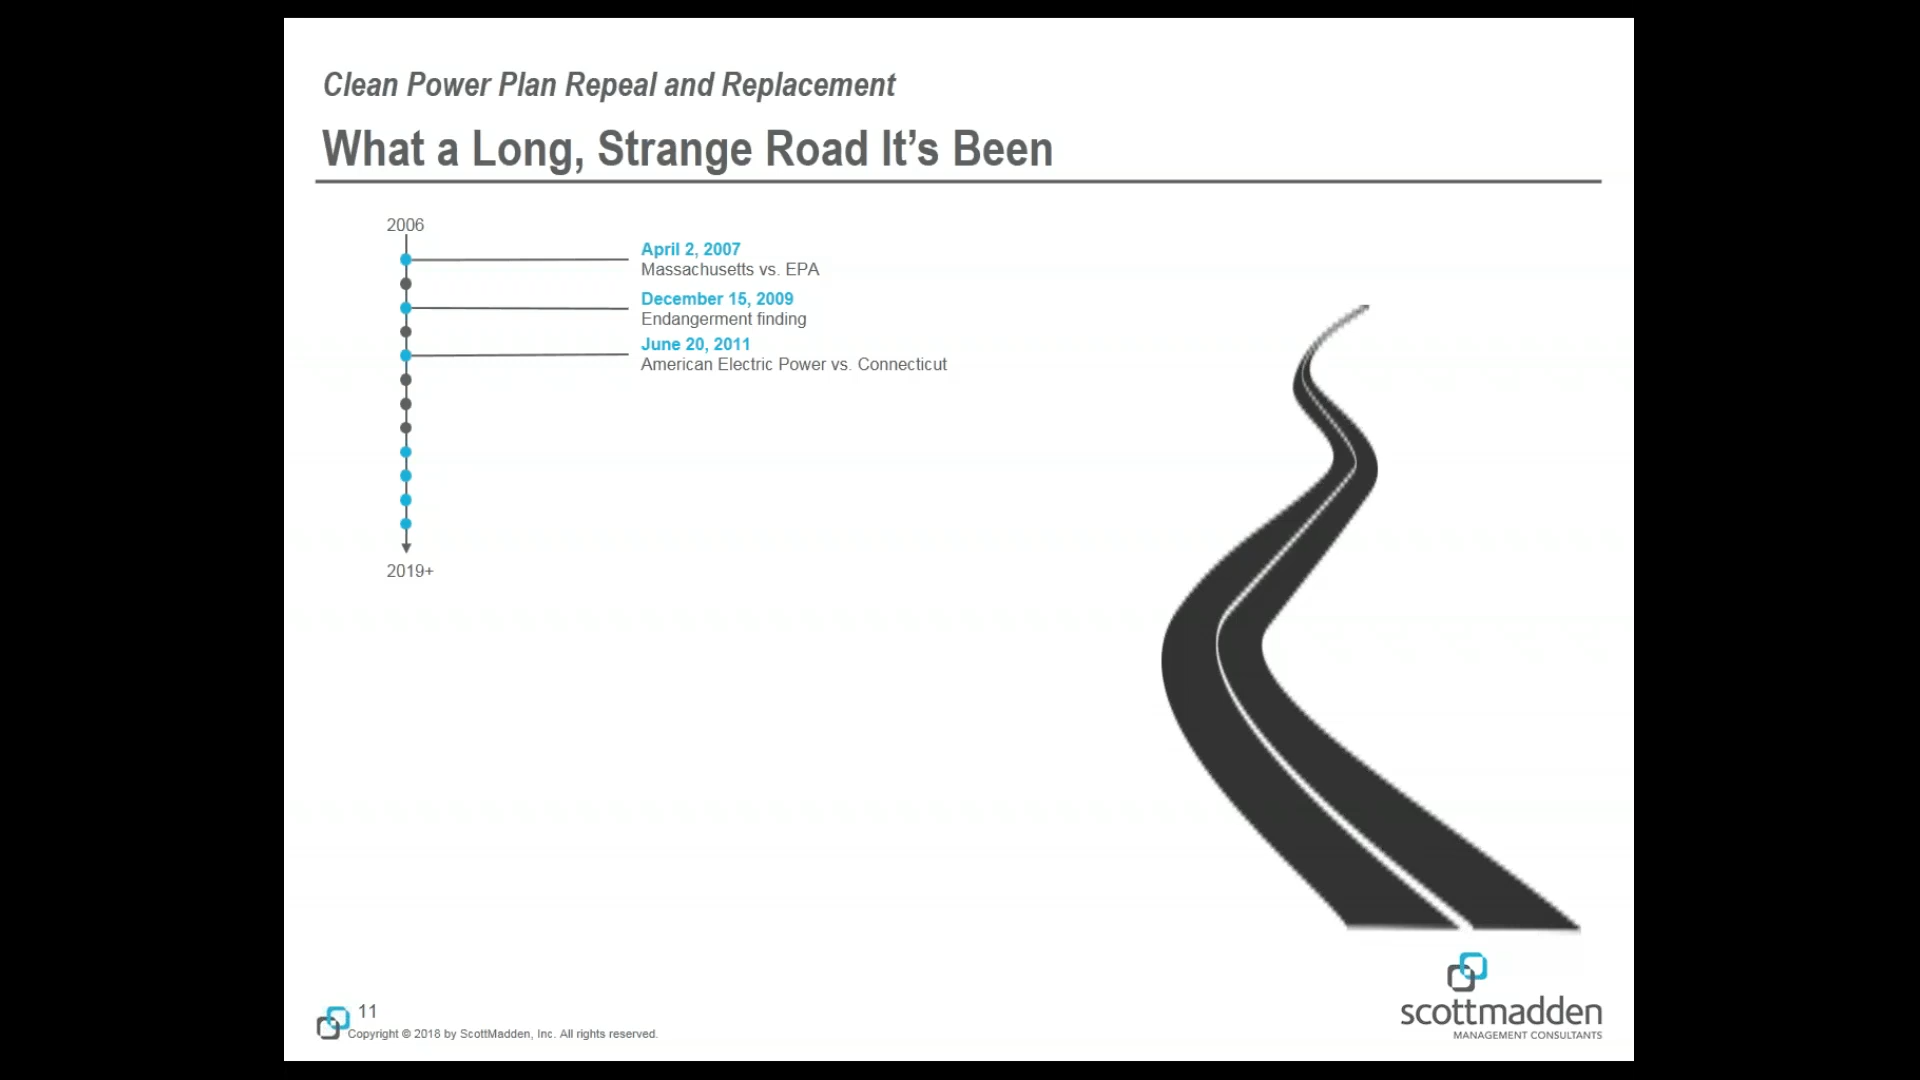 Clean Power Plan Repeal and Replacement
What a Long, Strange Road It’s Been
2006
April 2, 2007
Massachusetts vs. EPA
December 15, 2009
Endangerment finding
June 20, 2011
American Electric Power vs. Connecticut
2019+
11
Copyright © 2018 by ScottMadden, Inc. All rights reserved.
scottmadden
MANAGEMENT CONSULTANTS